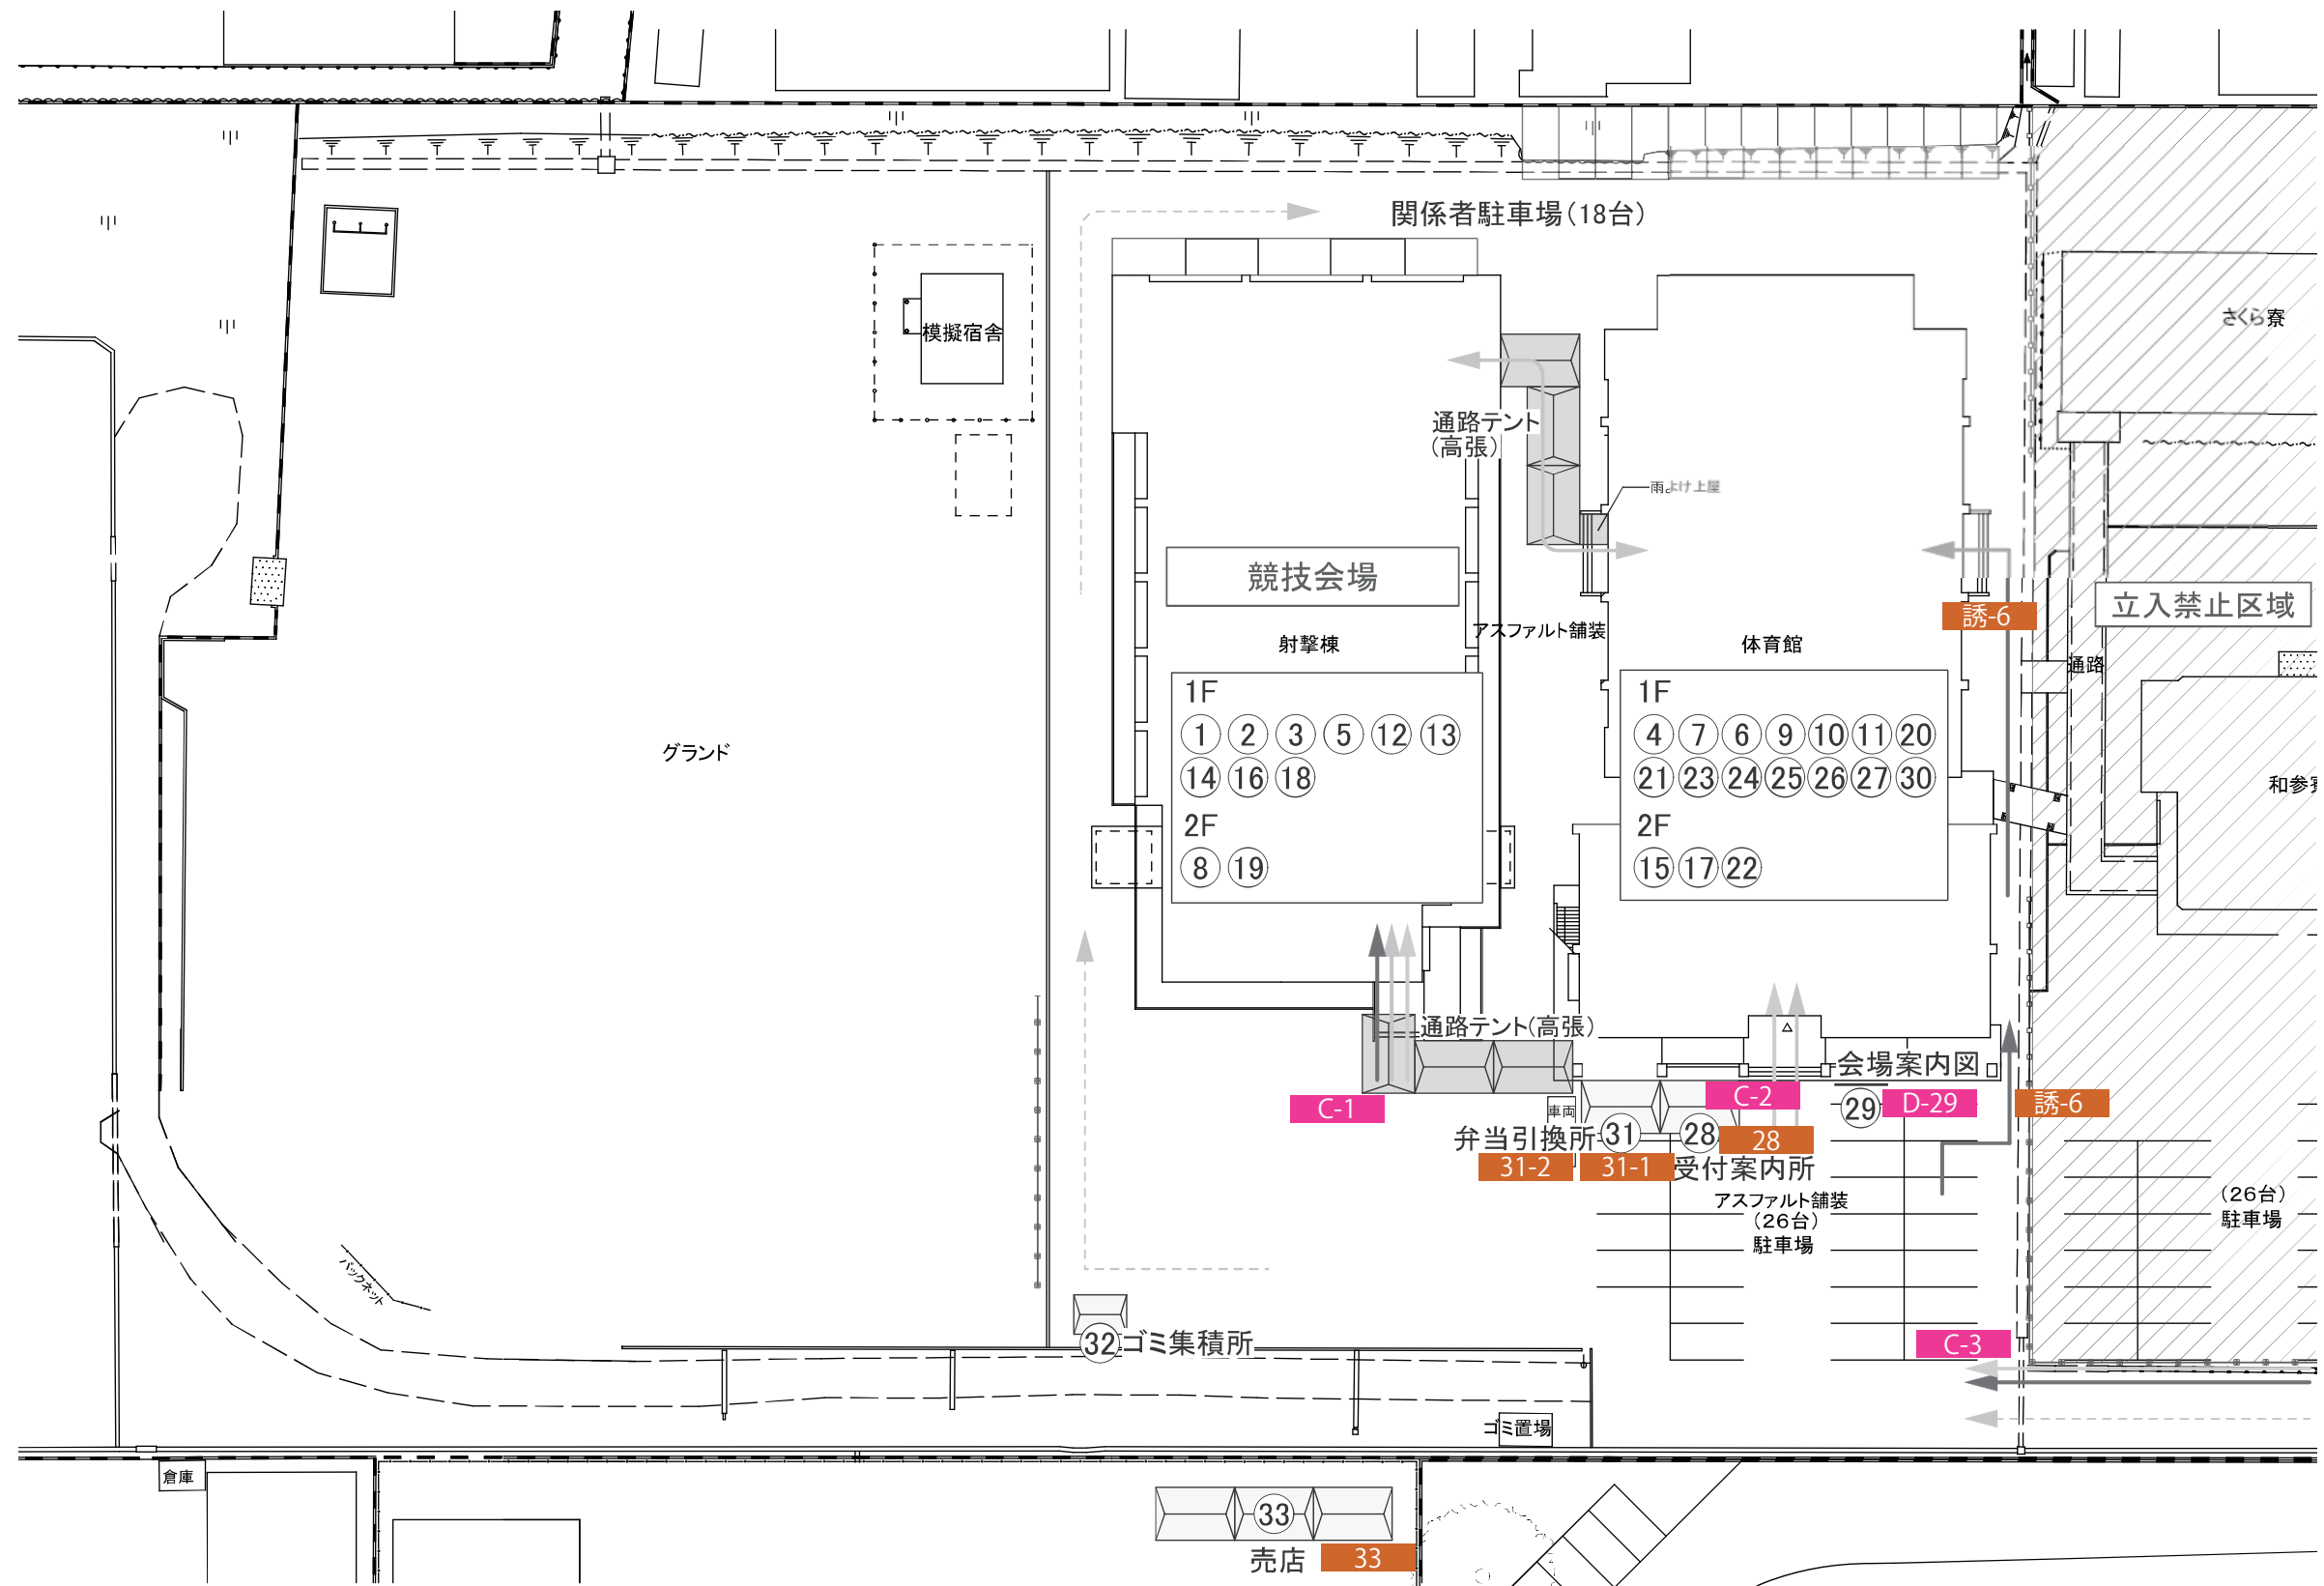 関係者駐車場(18台)
模擬宿舎
さくら寮
通路テント
(高張)
雨よけ上屋
競技会場
立入禁止区域
誘-6
アスファルト舗装
射撃棟
体育館
通路
1F
① ② ③ ⑤ ⑫ ⑬
⑭ ⑯ ⑱
2F
⑧ ⑲
1F
④ ⑦ ⑥ ⑨ ⑩ ⑪ ⑳
㉑ ㉓ ㉔ ㉕ ㉖ ㉗ ㉚
2F
⑮ ⑰ ㉒
グランド
和参寮
通路テント(高張)
会場案内図
C-1
C-2
㉙
D-29
誘-6
車両
弁当引換所
㉛
㉘
28
31-2
31-1
受付案内所
アスファルト舗装
(26台)
駐車場
(26台)
駐車場
バックネット
㉜ゴミ集積所
C-3
ゴミ置場
倉庫
㉝
売店
33